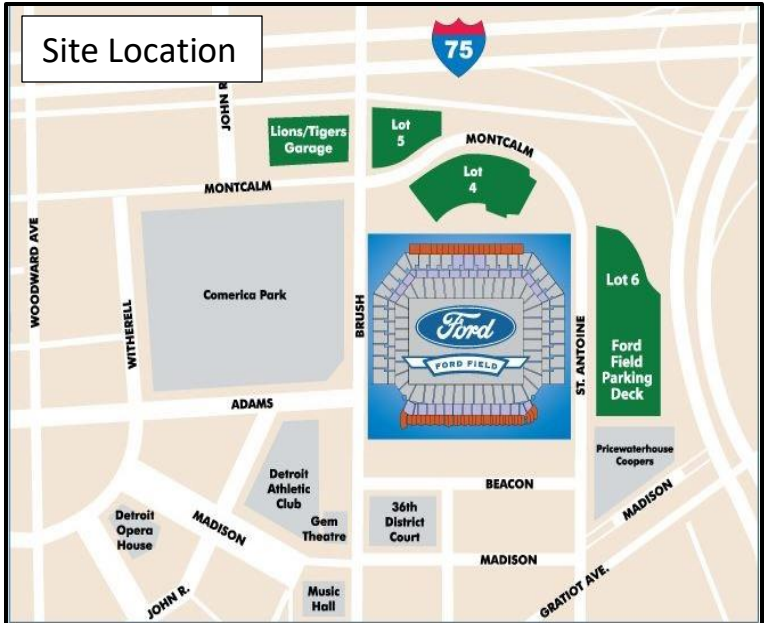 Site Location
75
JOHN R.
Lions/Tigers
Garage
Lot
5
MONTCALM
Lot
4
MONTCALM
WOODWARD AVE
WITHERELL
Comerica Park
BRUSH
Ford
FORD FIELD
ST. ANTOINE
Lot 6
Ford
Field
Parking
Deck
ADAMS
Pricewaterhouse
Coopers
Detroit
Athletic
Club
BEACON
MADISON
Detroit
Opera
House
MADISON
Gem
Theatre
36th
District
Court
MADISON
JOHN R.
Music
Hall
GRATIOT AVE.